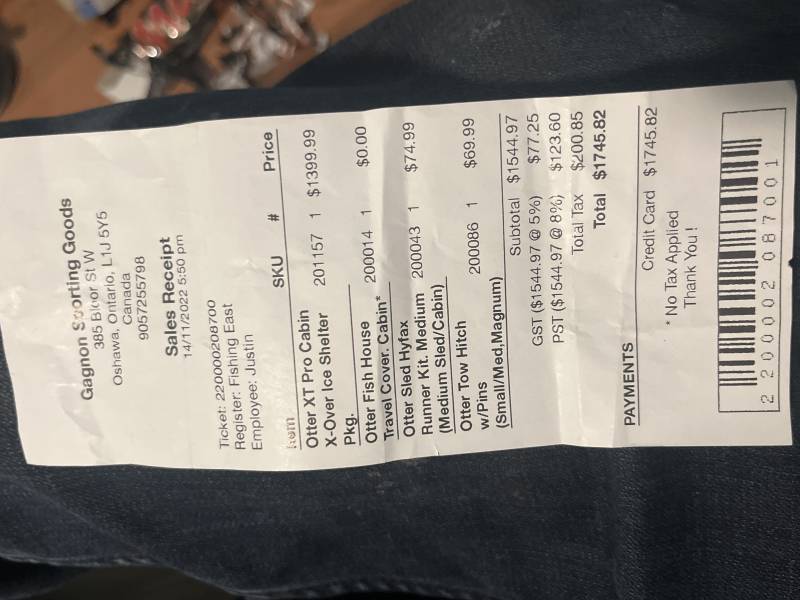 Gagnon Sporting Goods
385 Bloor St W
Oshawa, Ontario, L1J 5Y5
Canada
9057255798
Sales Receipt
14/11/2022 5:50 pm
Ticket: 220000208700
Register: Fishing East
Employee: Justin
Item SKU # Price
Otter XT Pro Cabin 201157 1 $1399.99
X-Over Ice Shelter
Pkg.
Otter Fish House 200014 1 $0.00
Travel Cover. Cabin*
Otter Sled Hyfax 200043 1 $74.99
Runner Kit. Medium
(Medium Sled/Cabin)
Otter Tow Hitch 200086 1 $69.99
w/Pins
(Small/Med,Magnum)
Subtotal $1544.97
GST ($1544.97 @ 5%) $77.25
PST ($1544.97 @ 8%) $123.60
Total Tax $200.85
Total $1745.82
PAYMENTS
Credit Card $1745.82
* No Tax Applied
Thank You !
2 200002 087001